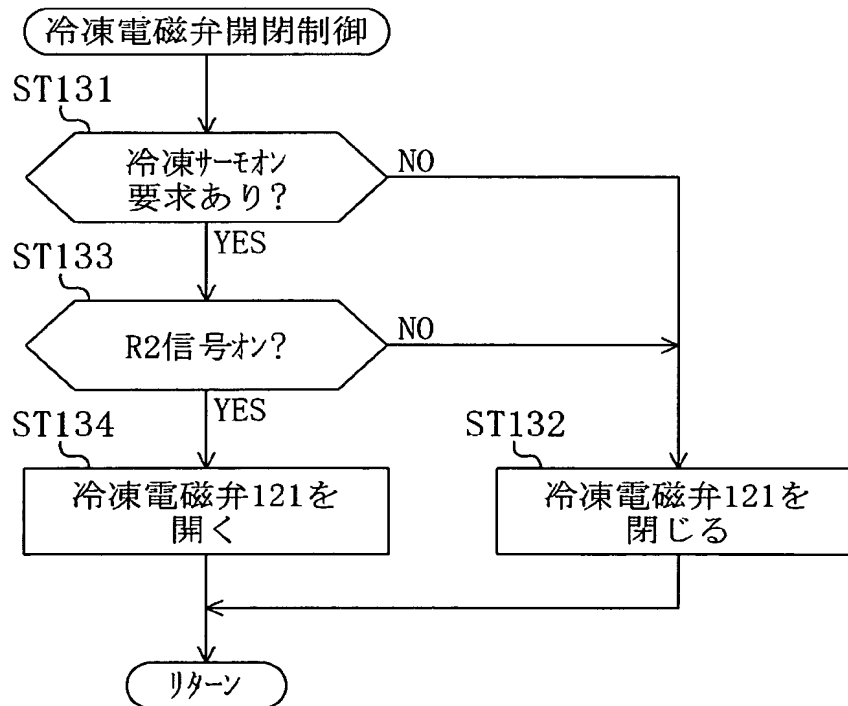 冷凍電磁弁開閉制御
ST131
冷凍サーモオン
要求あり?
NO
YES
ST133
R2信号オン?
NO
YES
ST134
冷凍電磁弁121を
開く
ST132
冷凍電磁弁121を
閉じる
リターン